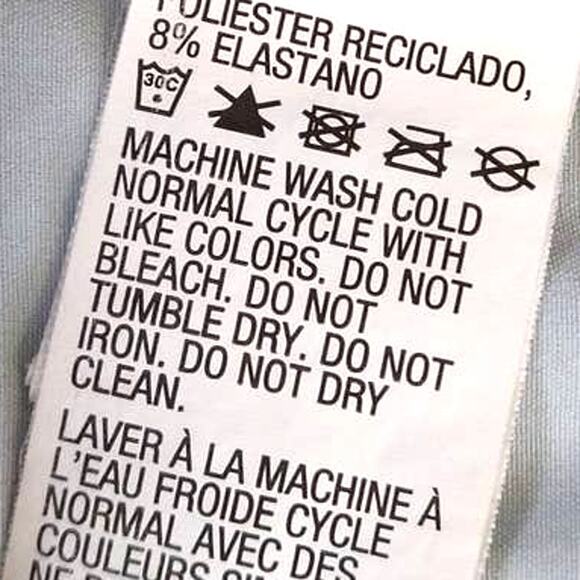 POLIESTER RECICLADO,
8% ELASTANO
30C
MACHINE WASH COLD
NORMAL CYCLE WITH
LIKE COLORS. DO NOT
BLEACH. DO NOT
TUMBLE DRY. DO NOT
IRON. DO NOT DRY
CLEAN.
LAVER À LA MACHINE À
L'EAU FROIDE CYCLE
NORMAL AVEC DES
COULEURS